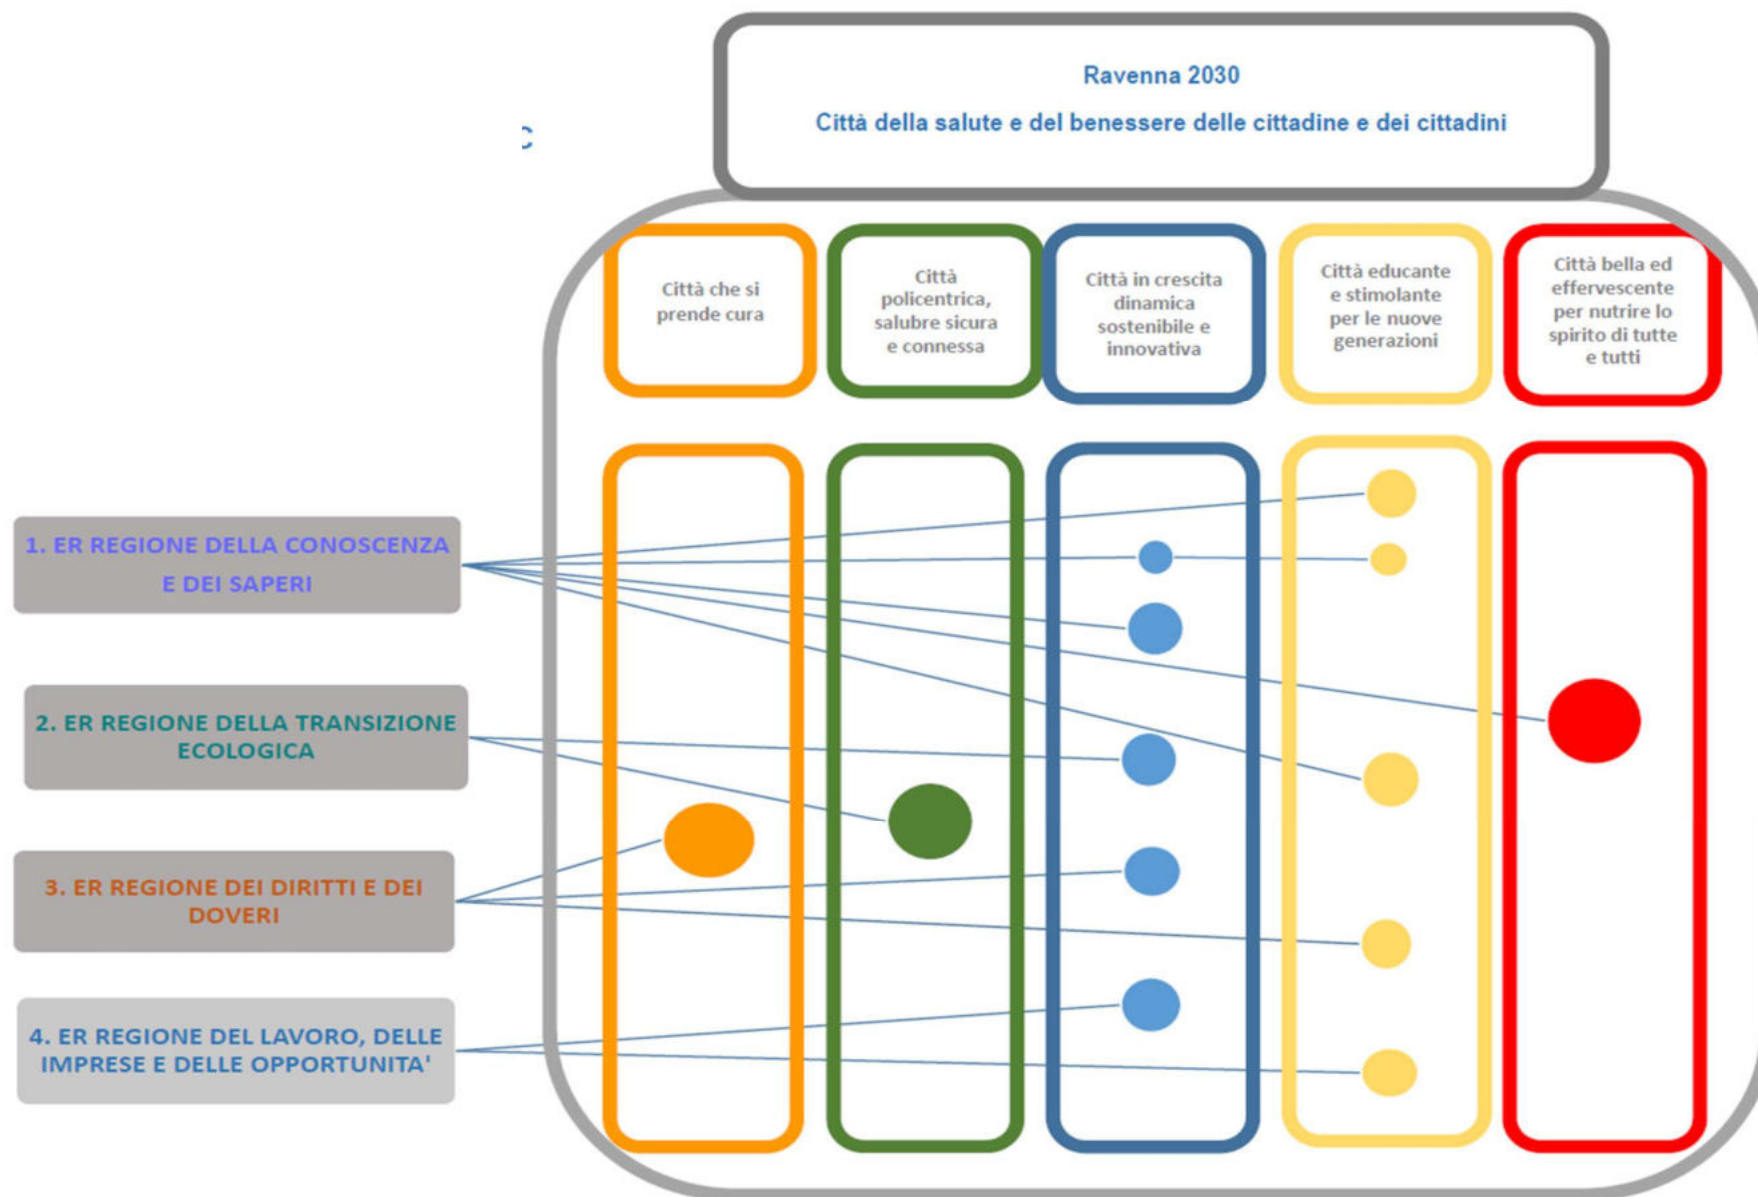 Ravenna 2030
Città della salute e del benessere delle cittadine e dei cittadini
Città che si
prende cura
Città
policentrica,
salubre sicura
e connessa
Città in crescita
dinamica
sostenibile e
innovativa
Città educante
e stimolante
per le nuove
generazioni
Città bella ed
effervescente
per nutrire lo
spirito di tutte
e tutti
1. ER REGIONE DELLA CONOSCENZA
E DEI SAPERI
2. ER REGIONE DELLA TRANSIZIONE
ECOLOGICA
3. ER REGIONE DEI DIRITTI E DEI
DOVERI
4. ER REGIONE DEL LAVORO, DELLE
IMPRESE E DELLE OPPORTUNITA'